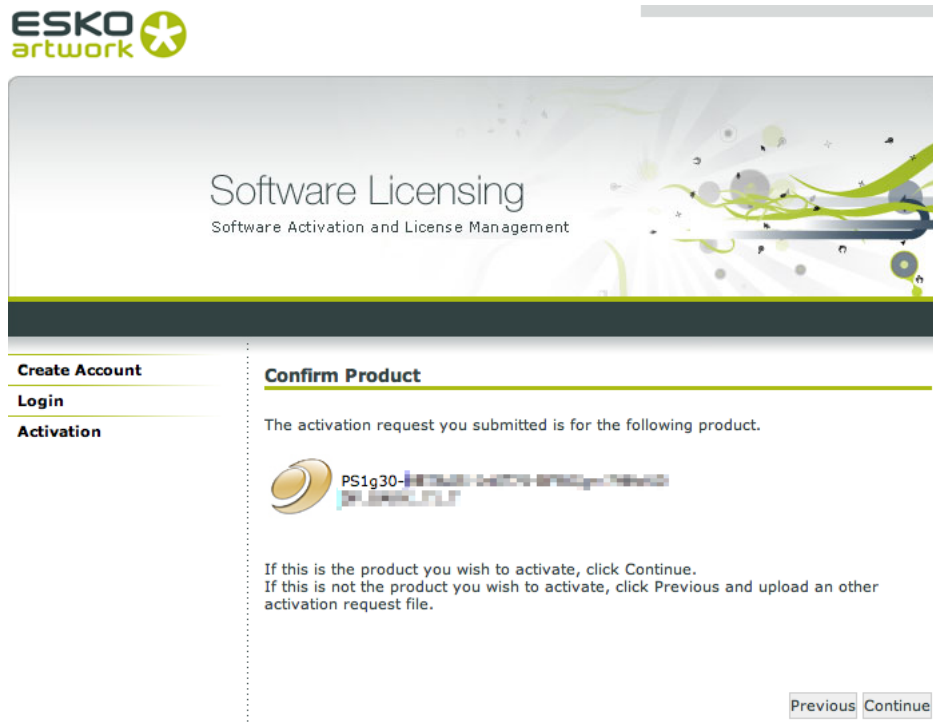 ESKO
artwork
Software Licensing
Software Activation and License Management
Create Account
Login
Activation
Confirm Product
The activation request you submitted is for the following product.
PS1g30-
If this is the product you wish to activate, click Continue.
If this is not the product you wish to activate, click Previous and upload an other
activation request file.
Previous Continue